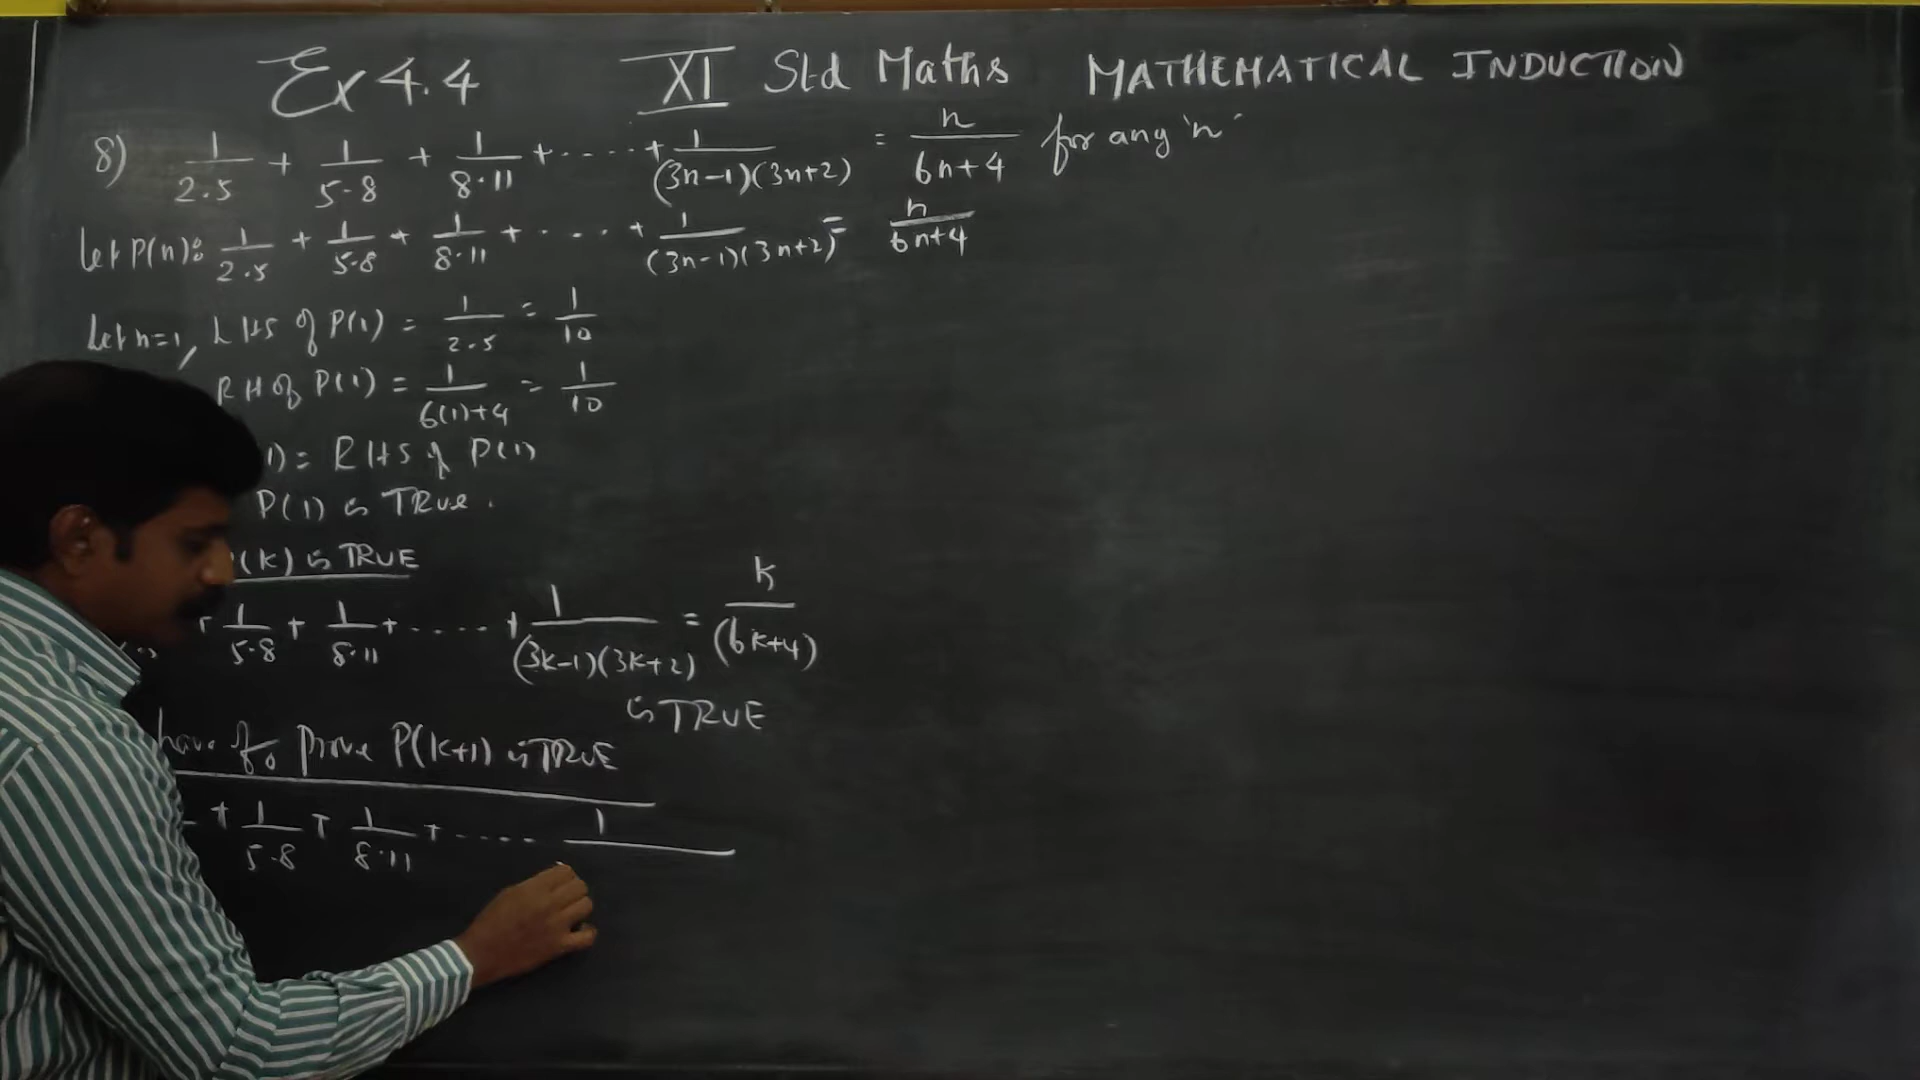 Ex 4.4 XI Std Maths MATHEMATICAL INDUCTION
8) 1/2.5 + 1/5.8 + 1/8.11 + ..... + 1/(3n-1)(3n+2) = n/6n+4 for any 'n'
Let P(n): 1/2.5 + 1/5.8 + 1/8.11 + .... + 1/(3n-1)(3n+2) = n/6n+4
Let n=1, LHS of P(1) = 1/2.5 = 1/10
RH of P(1) = 1/6(1)+4 = 1/10
1) = RHS of P(1)
P(1) is TRUE.
(K) is TRUE
+ 1/5.8 + 1/8.11 + ..... + 1/(3k-1)(3k+2) = k/(6k+4)
is TRUE
have to prove P(k+1) is TRUE
+ 1/5.8 + 1/8.11 + ..... 1/